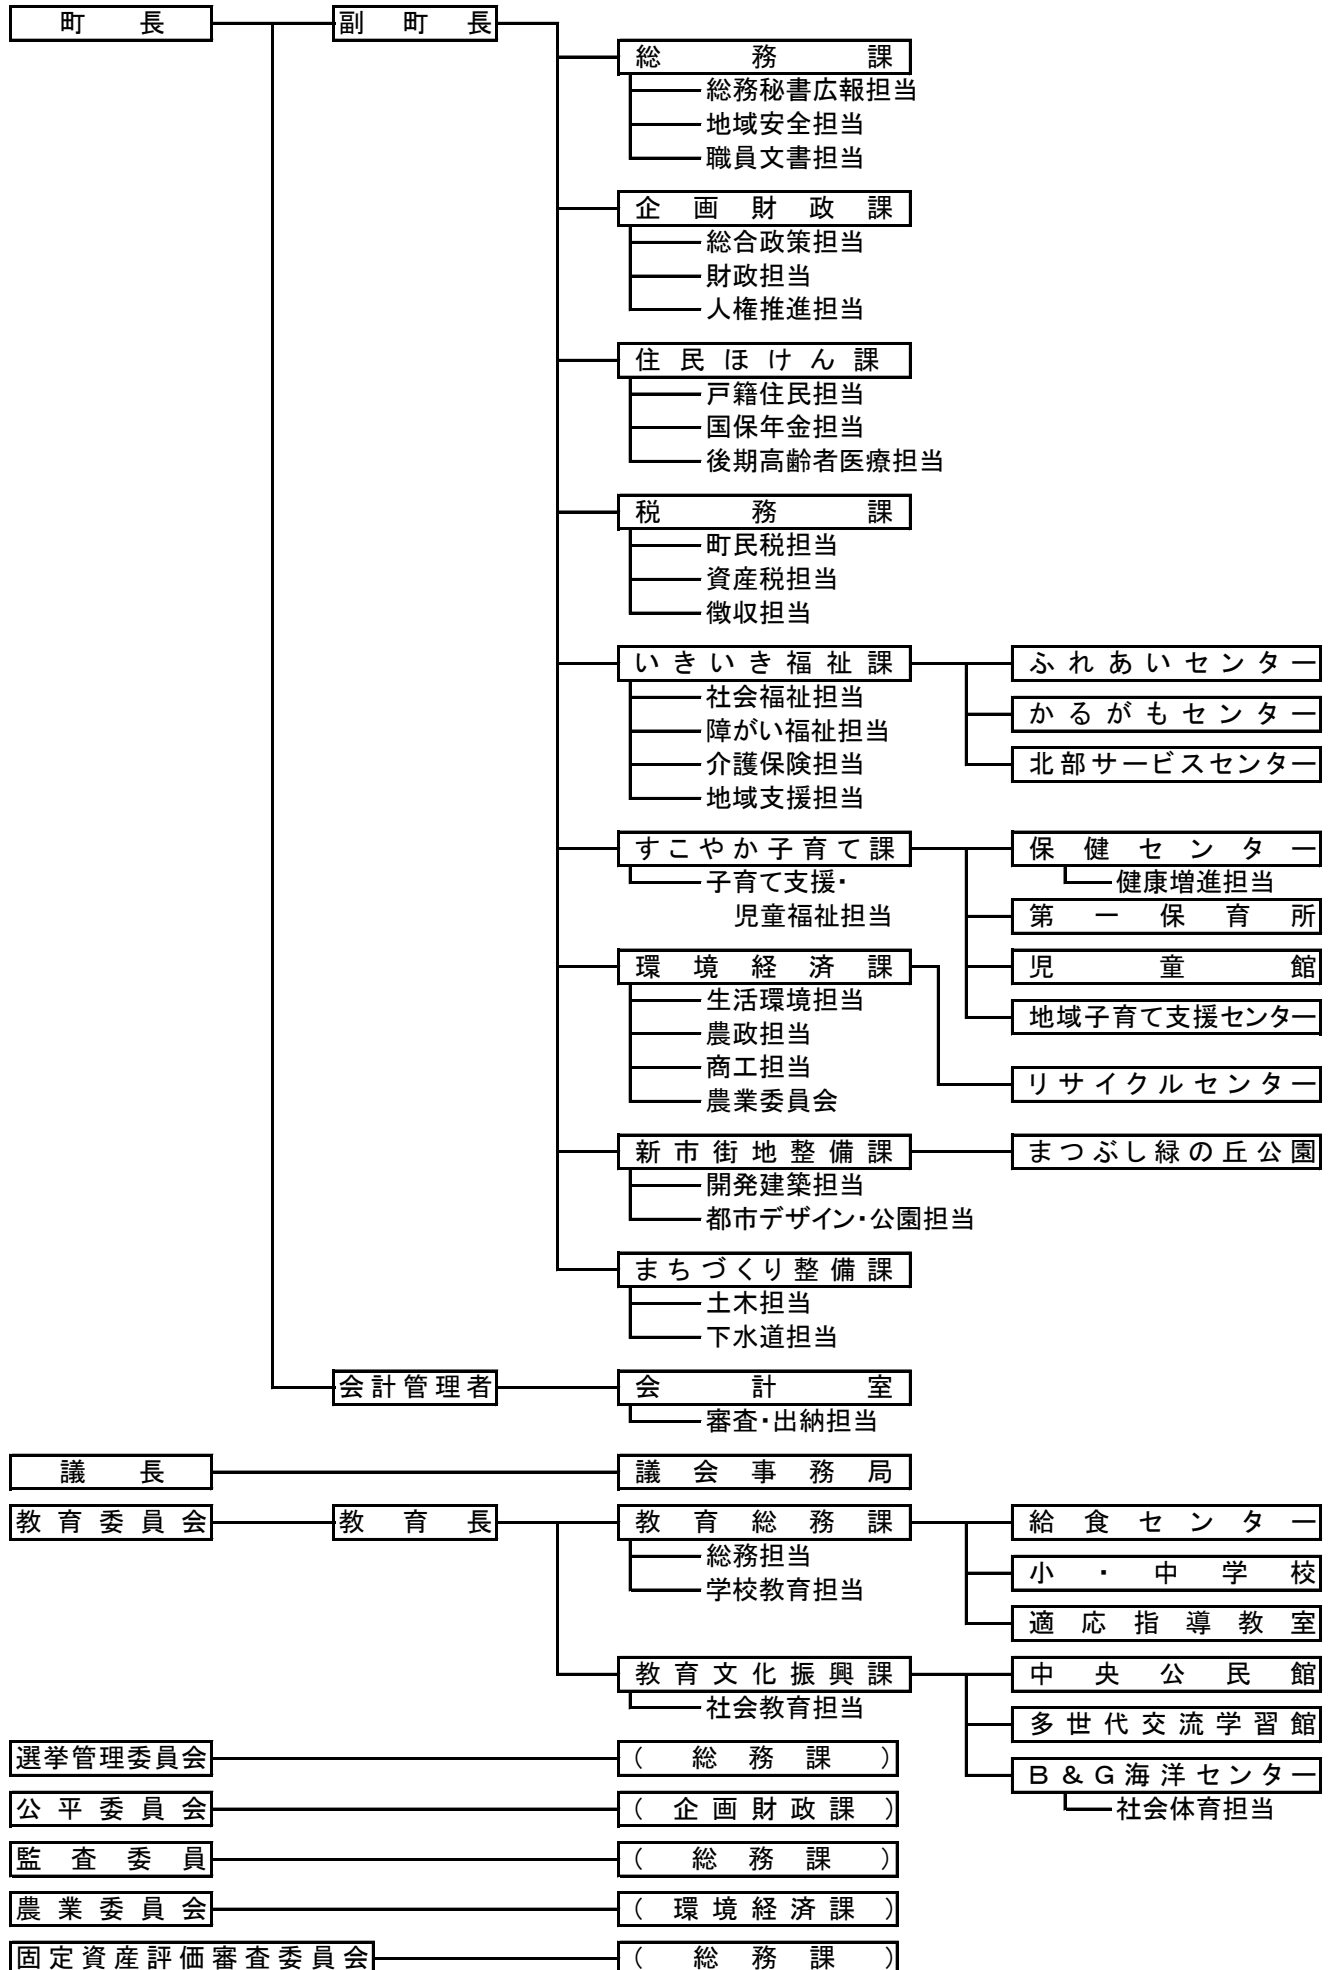 町長 副町長
総務課
総務秘書広報担当
地域安全担当
職員文書担当
企画財政課
総合政策担当
財政担当
人権推進担当
住民ほけん課
戸籍住民担当
国保年金担当
後期高齢者医療担当
税務課
町民税担当
資産税担当
徴収担当
いきいき福祉課 ふれあいセンター
社会福祉担当
かるがもセンター
障がい福祉担当
介護保険担当 北部サービスセンター
地域支援担当
すこやか子育て課 保健センター
子育て支援・ 健康増進担当
児童福祉担当 第一保育所
環境経済課 児童館
生活環境担当
地域子育て支援センター
農政担当
商工担当
リサイクルセンター
農業委員会
新市街地整備課 まつぶし緑の丘公園
開発建築担当
都市デザイン・公園担当
まちづくり整備課
土木担当
下水道担当
会計管理者 会計室
審査・出納担当
議長 議会事務局
教育委員会 教育長 教育総務課 給食センター
総務担当
小・中学校
学校教育担当
適応指導教室
教育文化振興課 中央公民館
社会教育担当
多世代交流学習館
選挙管理委員会 (総務課)
B&G海洋センター
公平委員会 (企画財政課) 社会体育担当
監査委員 (総務課)
農業委員会 (環境経済課)
固定資産評価審査委員会 (総務課)